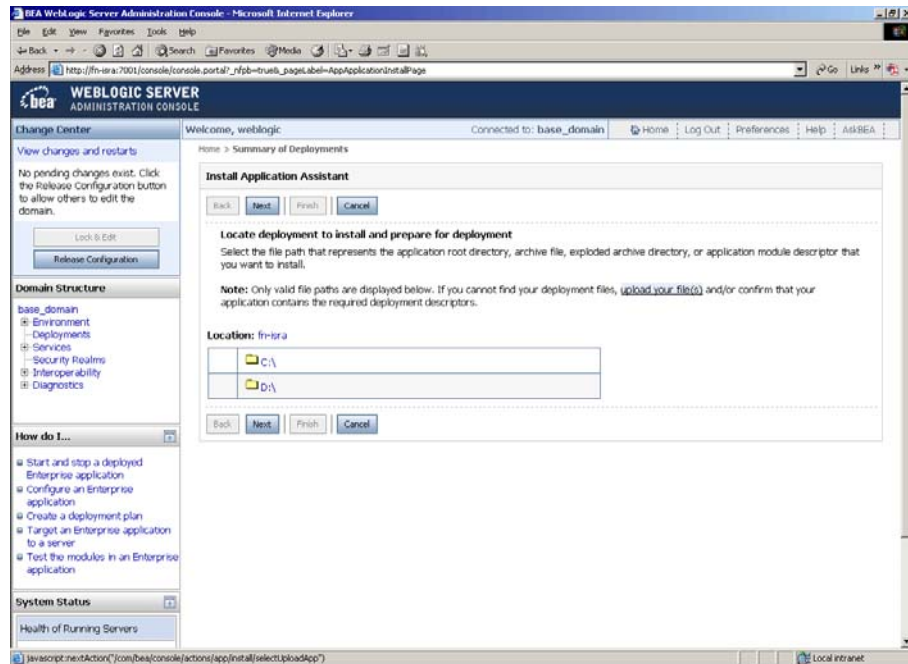 BEA WebLogic Server Administration Console - Microsoft Internet Explorer
File Edit View Favorites Tools Help
Back Search Favorites Media
Address http://fn-isra:7001/console/console.portal?_nfpb=true&_pageLabel=AppApplicationInstallPage Go Links
bea WEBLOGIC SERVER
ADMINISTRATION CONSOLE
Change Center
View changes and restarts
No pending changes exist. Click
the Release Configuration button
to allow others to edit the
domain.
Lock & Edit
Release Configuration
Domain Structure
base_domain
Environment
Deployments
Services
Security Realms
Interoperability
Diagnostics
How do I...
Start and stop a deployed
Enterprise application
Configure an Enterprise
application
Create a deployment plan
Target an Enterprise application
to a server
Test the modules in an Enterprise
application
System Status
Health of Running Servers
Welcome, weblogic Connected to: base_domain Home Log Out Preferences Help AskBEA
Home > Summary of Deployments
Install Application Assistant
Back Next Finish Cancel
Locate deployment to install and prepare for deployment
Select the file path that represents the application root directory, archive file, exploded archive directory, or application module descriptor that
you want to install.
Note: Only valid file paths are displayed below. If you cannot find your deployment files, upload your file(s) and/or confirm that your
application contains the required deployment descriptors.
Location: fn-isra
C:\
D:\
Back Next Finish Cancel
javascript:nextAction("/com/bea/console/actions/app/install/selectUploadApp") Local intranet